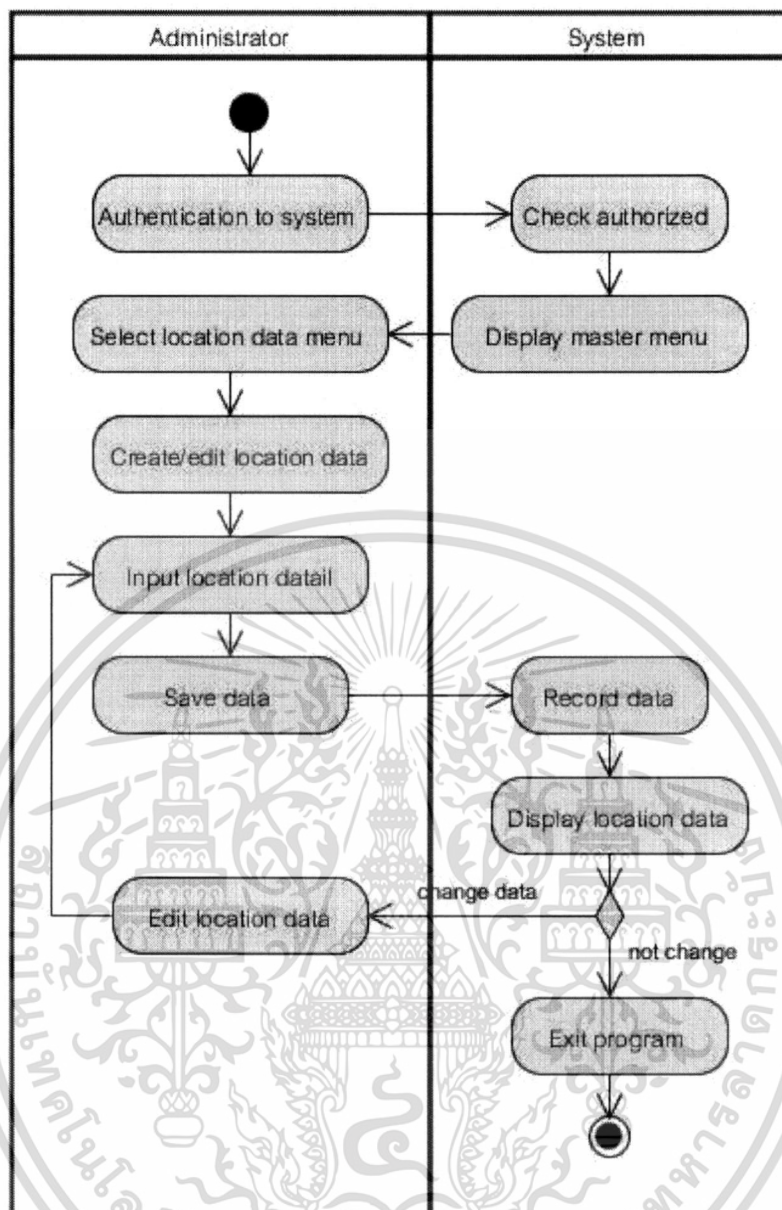 Administrator
System
Authentication to system
Check authorized
Select location data menu
Display master menu
Create/edit location data
Input location datail
Save data
Record data
Display location data
change data
Edit location data
not change
Exit program